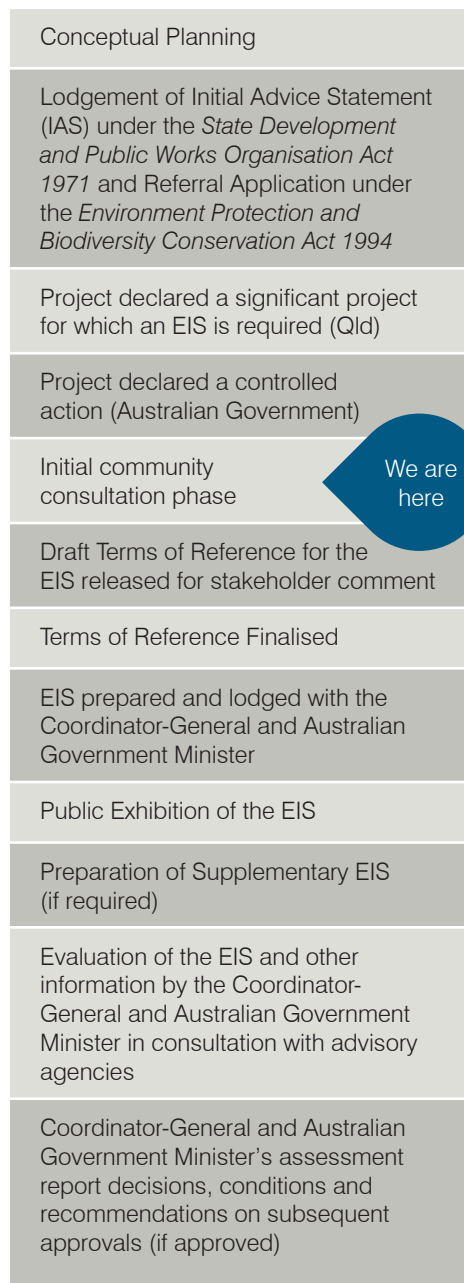 Conceptual Planning
Lodgement of Initial Advice Statement
(IAS) under the State Development
and Public Works Organisation Act
1971 and Referral Application under
the Environment Protection and
Biodiversity Conservation Act 1994
Project declared a significant project
for which an EIS is required (Qld)
Project declared a controlled
action (Australian Government)
Initial community
consultation phase
We are
here
Draft Terms of Reference for the
EIS released for stakeholder comment
Terms of Reference Finalised
EIS prepared and lodged with the
Coordinator-General and Australian
Government Minister
Public Exhibition of the EIS
Preparation of Supplementary EIS
(if required)
Evaluation of the EIS and other
information by the Coordinator-
General and Australian Government
Minister in consultation with advisory
agencies
Coordinator-General and Australian
Government Minister’s assessment
report decisions, conditions and
recommendations on subsequent
approvals (if approved)